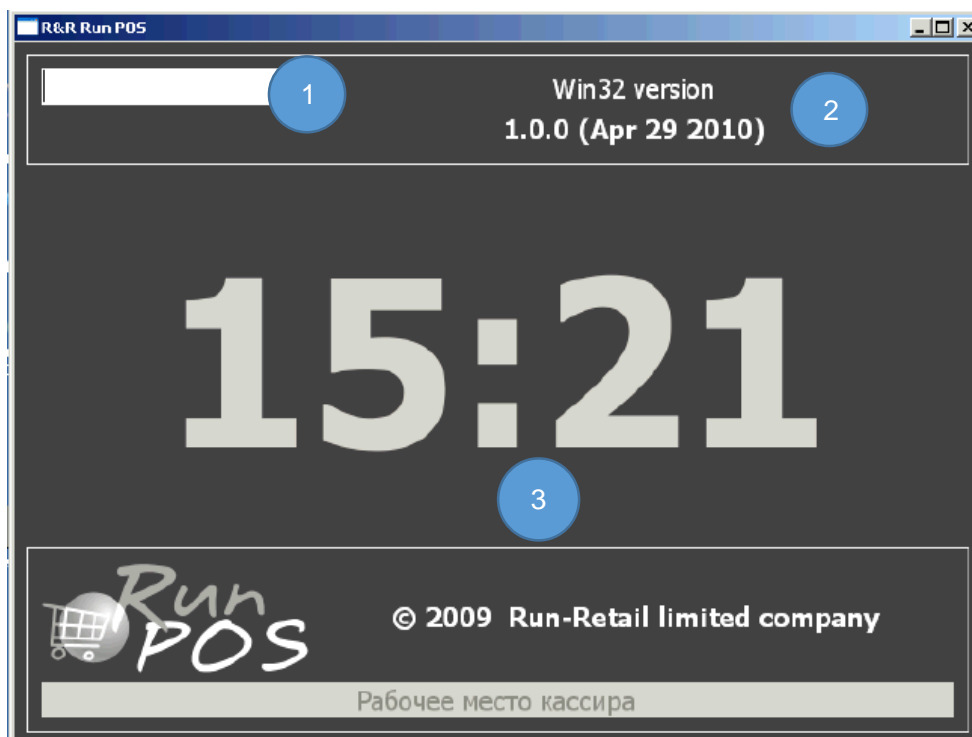 R&R Run POS
1
Win32 version
2
1.0.0 (Apr 29 2010)
15:21
3
Run
POS
© 2009 Run-Retail limited company
Рабочее место кассира